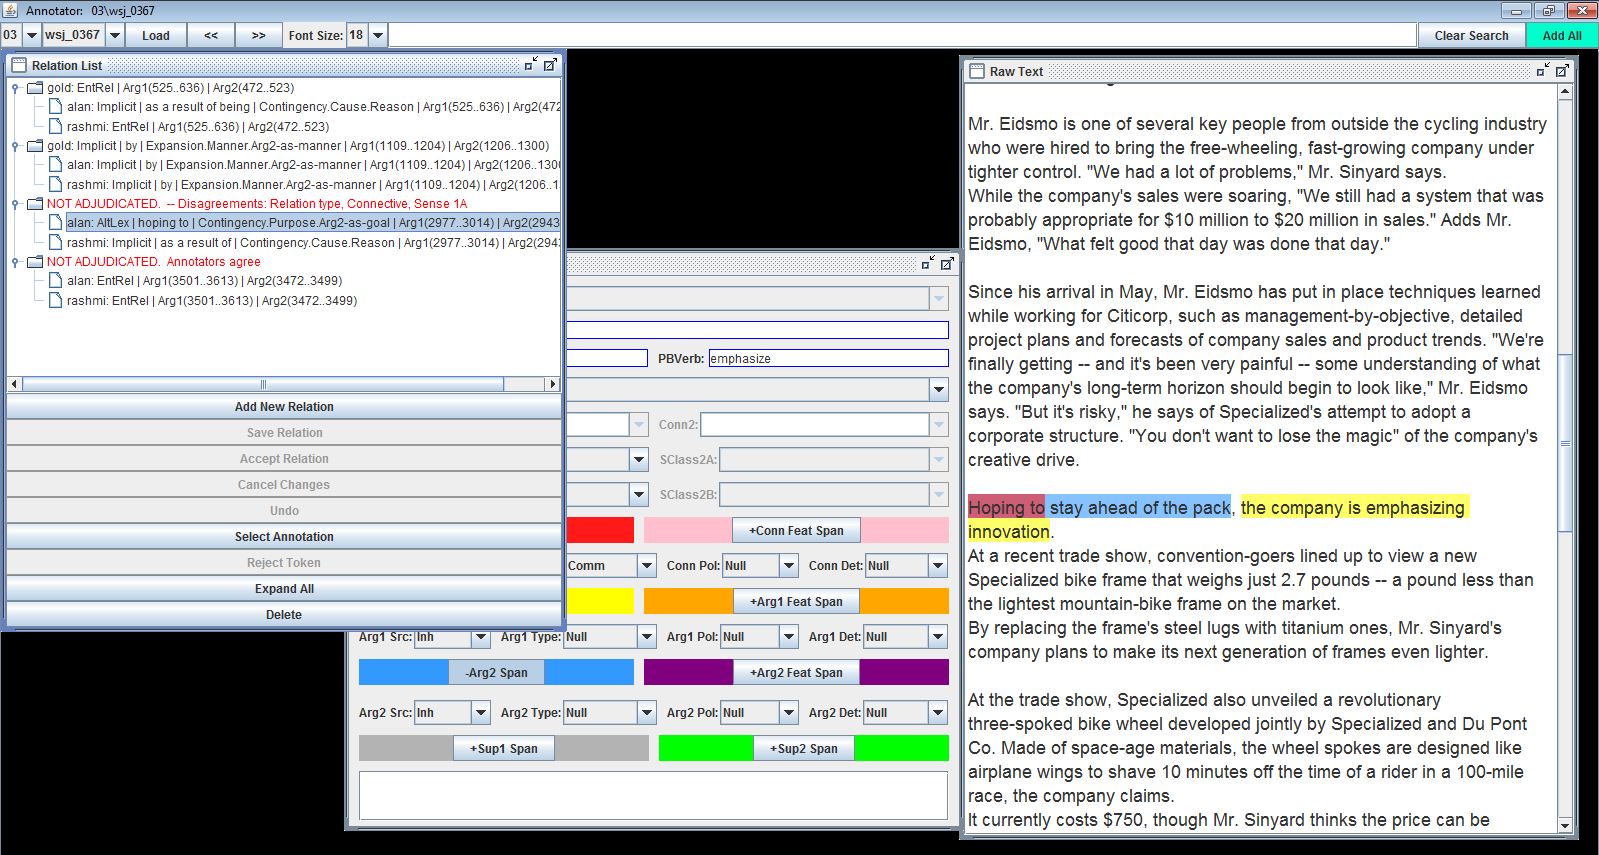 Annotator: 03\wsj_0367
03 wsj_0367 Load << >> Font Size: 18 Clear Search Add All
Relation List
gold: EntRel | Arg1(525..636) | Arg2(472..523)
alan: Implicit | as a result of being | Contingency.Cause.Reason | Arg1(525..636) | Arg2(472
rashmi: EntRel | Arg1(525..636) | Arg2(472..523)
gold: Implicit | by | Expansion.Manner.Arg2-as-manner | Arg1(1109..1204) | Arg2(1206..1300)
alan: Implicit | by | Expansion.Manner.Arg2-as-manner | Arg1(1109..1204) | Arg2(1206..1300
rashmi: Implicit | by | Expansion.Manner.Arg2-as-manner | Arg1(1109..1204) | Arg2(1206..1
NOT ADJUDICATED. -- Disagreements: Relation type, Connective, Sense 1A
alan: AltLex | hoping to | Contingency.Purpose.Arg2-as-goal | Arg1(2977..3014) | Arg2(2943
rashmi: Implicit | as a result of | Contingency.Cause.Reason | Arg1(2977..3014) | Arg2(294
NOT ADJUDICATED. Annotators agree
alan: EntRel | Arg1(3501..3613) | Arg2(3472..3499)
rashmi: EntRel | Arg1(3501..3613) | Arg2(3472..3499)
Add New Relation
Save Relation
Accept Relation
Cancel Changes
Undo
Select Annotation
Reject Token
Expand All
Delete
PBVerb: emphasize
Conn2:
SClass2A:
SClass2B:
+Conn Feat Span
Comm Conn Pol: Null Conn Det: Null
+Arg1 Feat Span
Arg1 Src: Inh Arg1 Type: Null Arg1 Pol: Null Arg1 Det: Null
-Arg2 Span +Arg2 Feat Span
Arg2 Src: Inh Arg2 Type: Null Arg2 Pol: Null Arg2 Det: Null
+Sup1 Span +Sup2 Span
Raw Text
Mr. Eidsmo is one of several key people from outside the cycling industry
who were hired to bring the free-wheeling, fast-growing company under
tighter control. "We had a lot of problems," Mr. Sinyard says.
While the company's sales were soaring, "We still had a system that was
probably appropriate for $10 million to $20 million in sales." Adds Mr.
Eidsmo, "What felt good that day was done that day."
Since his arrival in May, Mr. Eidsmo has put in place techniques learned
while working for Citicorp, such as management-by-objective, detailed
project plans and forecasts of company sales and product trends. "We're
finally getting -- and it's been very painful -- some understanding of what
the company's long-term horizon should begin to look like," Mr. Eidsmo
says. "But it's risky," he says of Specialized's attempt to adopt a
corporate structure. "You don't want to lose the magic" of the company's
creative drive.
Hoping to stay ahead of the pack, the company is emphasizing
innovation.
At a recent trade show, convention-goers lined up to view a new
Specialized bike frame that weighs just 2.7 pounds -- a pound less than
the lightest mountain-bike frame on the market.
By replacing the frame's steel lugs with titanium ones, Mr. Sinyard's
company plans to make its next generation of frames even lighter.
At the trade show, Specialized also unveiled a revolutionary
three-spoked bike wheel developed jointly by Specialized and Du Pont
Co. Made of space-age materials, the wheel spokes are designed like
airplane wings to shave 10 minutes off the time of a rider in a 100-mile
race, the company claims.
It currently costs $750, though Mr. Sinyard thinks the price can be